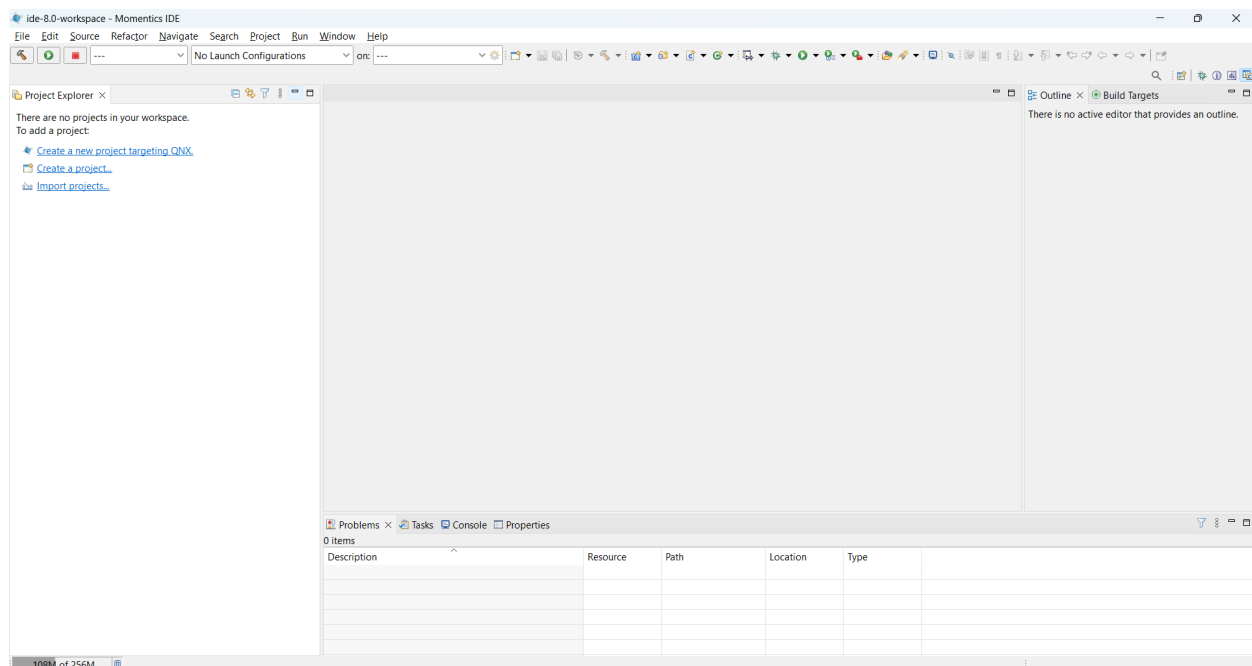 ide-8.0-workspace - Momentics IDE
File Edit Source Refactor Navigate Search Project Run Window Help
--- No Launch Configurations on: ---
Project Explorer
There are no projects in your workspace.
To add a project:
Create a new project targeting QNX.
Create a project...
Import projects...
Outline Build Targets
There is no active editor that provides an outline.
Problems Tasks Console Properties
0 items
Description Resource Path Location Type
108M of 256M